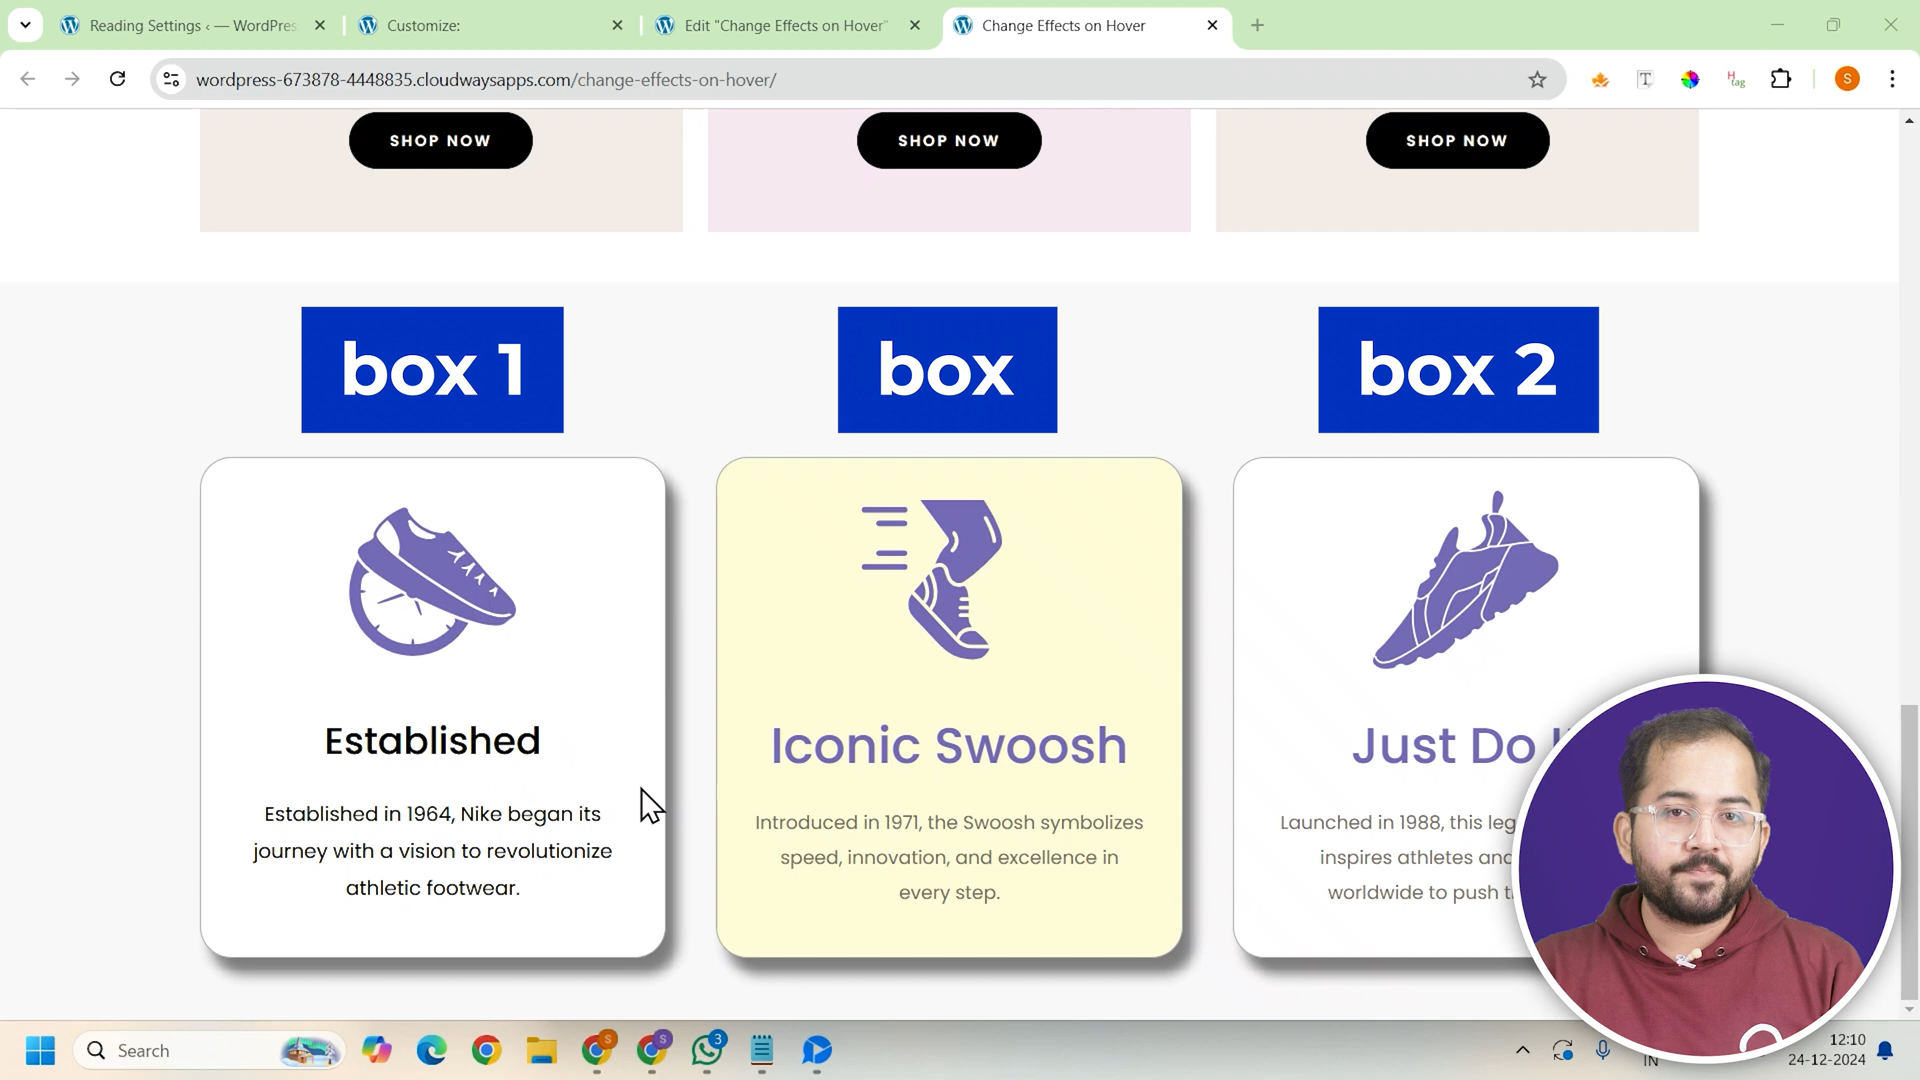 Reading Settings ‹ — WordPres
Customize:
Edit "Change Effects on Hover"
Change Effects on Hover
wordpress-673878-4448835.cloudwaysapps.com/change-effects-on-hover/
T
H
tag
S
SHOP NOW
SHOP NOW
SHOP NOW
box 1
box
box 2
Established
Established in 1964, Nike began its
journey with a vision to revolutionize
athletic footwear.
Iconic Swoosh
Introduced in 1971, the Swoosh symbolizes
speed, innovation, and excellence in
every step.
Just Do
Launched in 1988, this leg
inspires athletes and
worldwide to push
Search
S
S
3
IN
12:10
24-12-2024